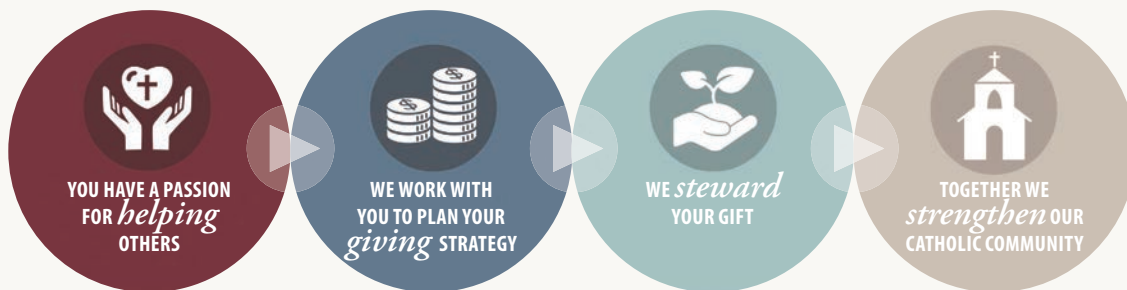 YOU HAVE A PASSION
FOR helping
OTHERS
WE WORK WITH
YOU TO PLAN YOUR
giving STRATEGY
WE steward
YOUR GIFT
TOGETHER WE
strengthen OUR
CATHOLIC COMMUNITY